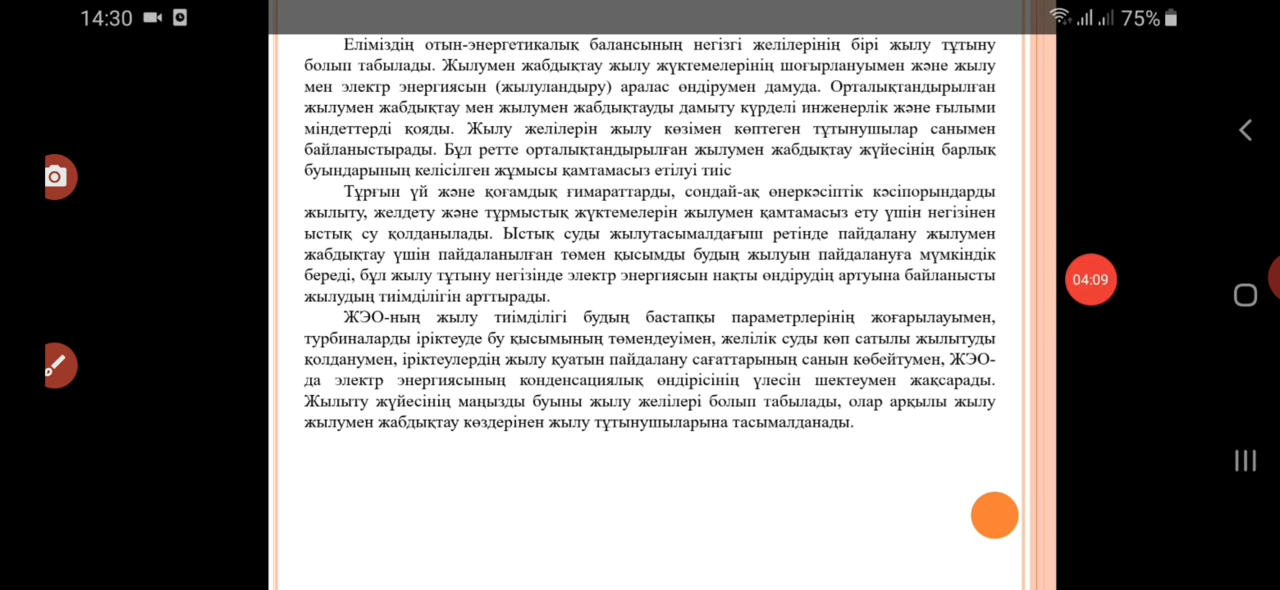 14:30
75%
Еліміздің отын-энергетикалық балансының негізгі желілерінің бірі жылу тұтыну
болып табылады. Жылумен жабдықтау жылу жүктемелерінің шоғырлануымен және жылу
мен электр энергиясын (жылуландыру) аралас өндірумен дамуда. Орталықтандырылған
жылумен жабдықтау мен жылумен жабдықтауды дамыту күрделі инженерлік және ғылыми
міндеттерді қояды. Жылу желілерін жылу көзімен көптеген тұтынушылар санымен
байланыстырады. Бұл ретте орталықтандырылған жылумен жабдықтау жүйесінің барлық
буындарының келісілген жұмысы қамтамасыз етілуі тиіс
Тұрғын үй және қоғамдық ғимараттарды, сондай-ақ өнеркәсіптік кәсіпорындарды
жылыту, желдету және тұрмыстық жүктемелерін жылумен қамтамасыз ету үшін негізінен
ыстық су қолданылады. Ыстық суды жылутасымалдағыш ретінде пайдалану жылумен
жабдықтау үшін пайдаланылған төмен қысымды будың жылуын пайдалануға мүмкіндік
береді, бұл жылу тұтыну негізінде электр энергиясын нақты өндірудің артуына байланысты
жылудың тиімділігін арттырады.
ЖЭО-ның жылу тиімділігі будың бастапқы параметрлерінің жоғарылауымен,
турбиналарды іріктеуде бу қысымының төмендеуімен, желілік суды көп сатылы жылытуды
қолданумен, іріктеулердің жылу қуатын пайдалану сағаттарының санын көбейтумен, ЖЭО-
да электр энергиясының конденсациялық өндірісінің үлесін шектеумен жақсарады.
Жылыту жүйесінің маңызды буыны жылу желілері болып табылады, олар арқылы жылу
жылумен жабдықтау көздерінен жылу тұтынушыларына тасымалданады.
04:09